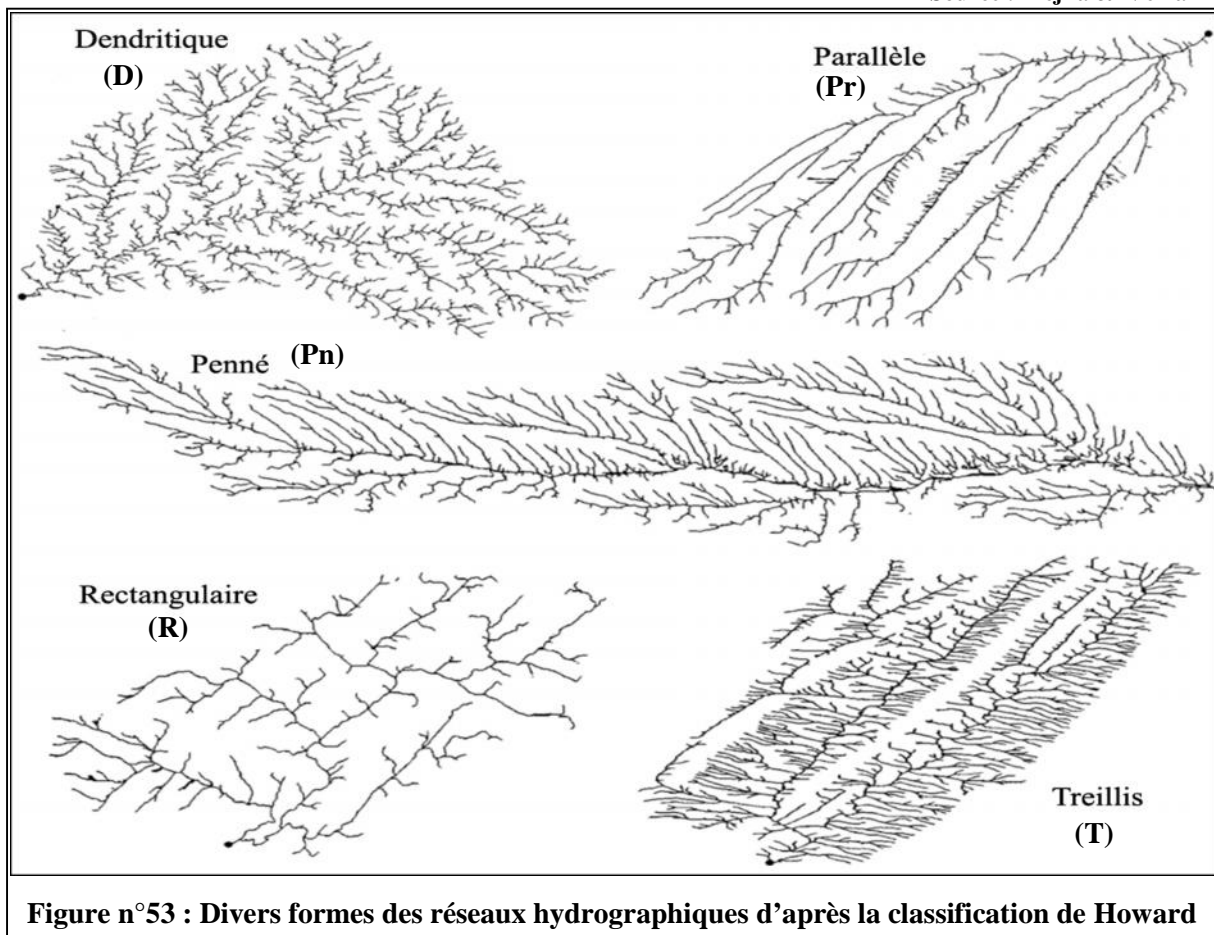 Dendritique
(D)
Parallèle
(Pr)
Penné (Pn)
Rectangulaire
(R)
Treillis
(T)
Figure n°53 : Divers formes des réseaux hydrographiques d’après la classification de Howard